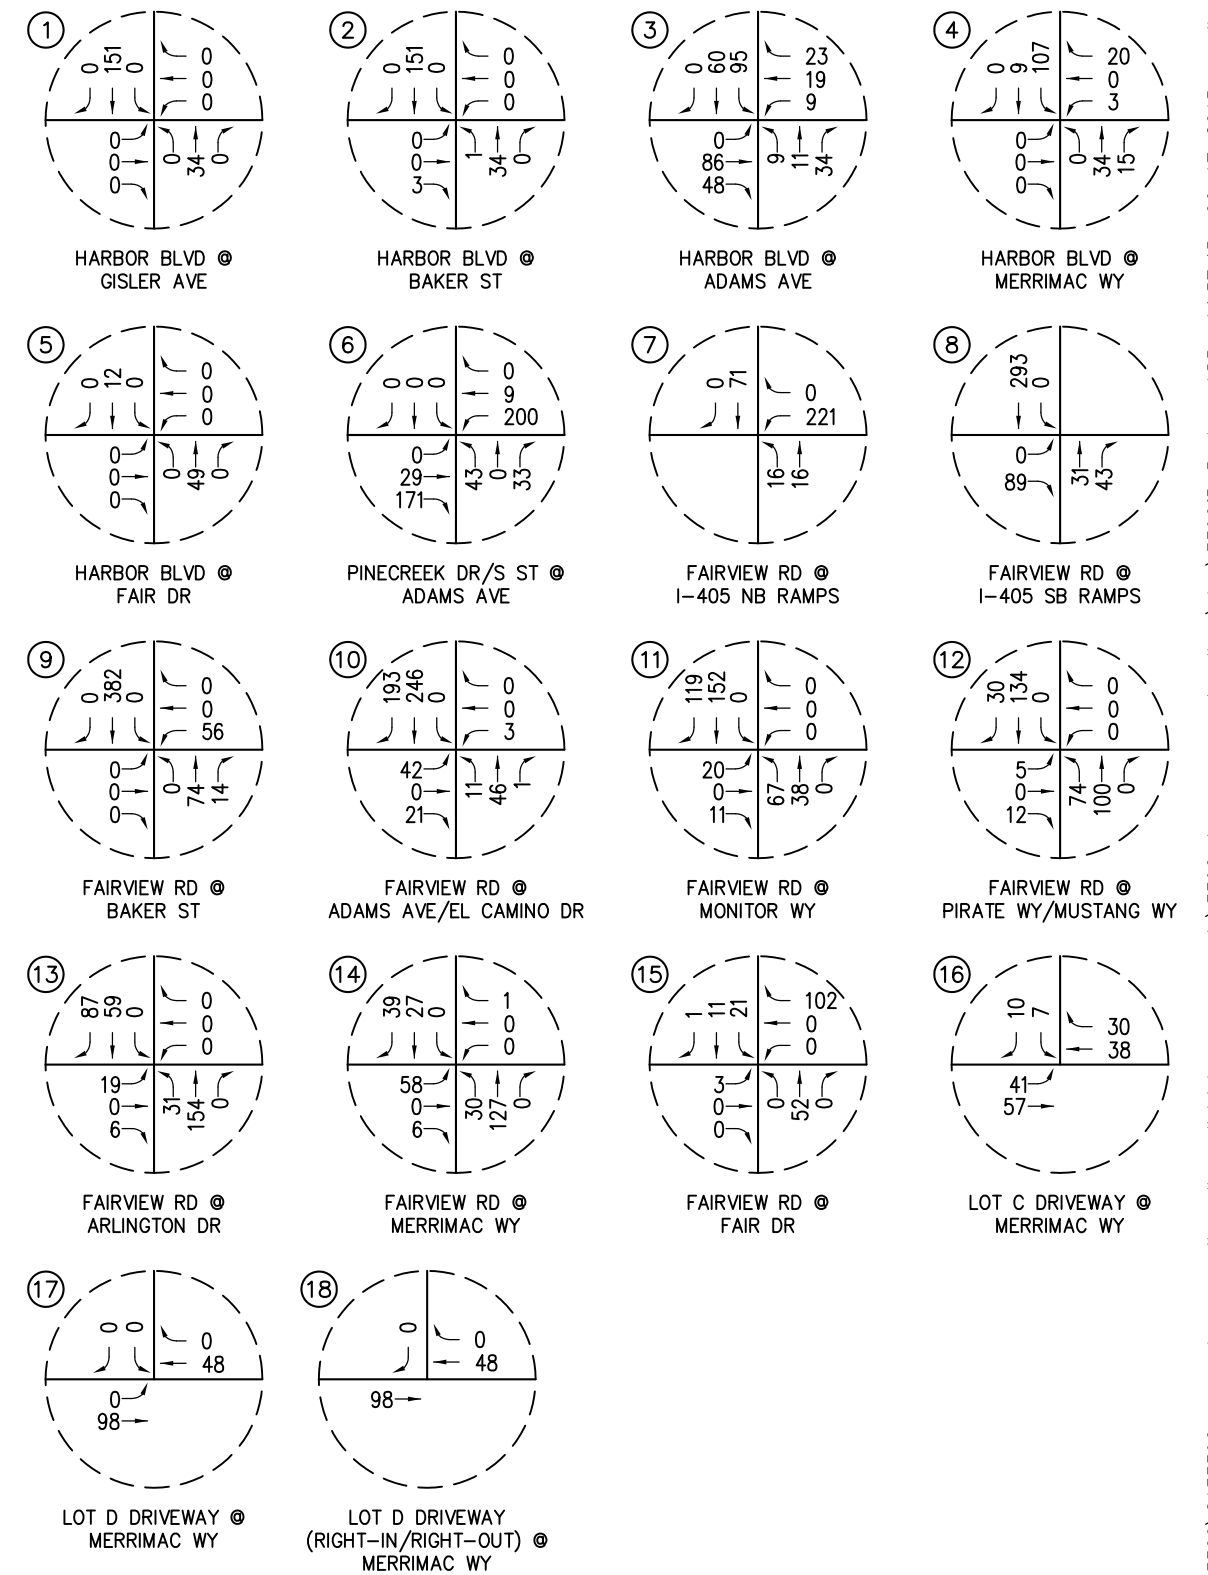 1
0 151 0
0
0
0
0
0
0
0 34 0
HARBOR BLVD @
GISLER AVE
2
0 151 0
0
0
0
0
0
3
1 34 0
HARBOR BLVD @
BAKER ST
3
0 60 95
23
19
9
0
86
48
9 11 34
HARBOR BLVD @
ADAMS AVE
4
0 9 107
20
0
3
0
0
0
0 34 15
HARBOR BLVD @
MERRIMAC WY
5
0 12 0
0
0
0
0
0
0
0 49 0
HARBOR BLVD @
FAIR DR
6
0 0 0
0
9
200
0
29
171
43 0 33
PINECREEK DR/S ST @
ADAMS AVE
7
0 71
0
221
16 16
FAIRVIEW RD @
I-405 NB RAMPS
8
293 0
0
89
31 43
FAIRVIEW RD @
I-405 SB RAMPS
9
0 382 0
0
0
56
0
0
0
0 74 14
FAIRVIEW RD @
BAKER ST
10
193 246 0
0
0
3
42
0
21
11 46 1
FAIRVIEW RD @
ADAMS AVE/EL CAMINO DR
11
119 152 0
0
0
0
20
0
11
67 38 0
FAIRVIEW RD @
MONITOR WY
12
30 134 0
0
0
0
5
0
12
74 100 0
FAIRVIEW RD @
PIRATE WY/MUSTANG WY
13
87 59 0
0
0
0
19
0
6
31 154 0
FAIRVIEW RD @
ARLINGTON DR
14
39 27 0
1
0
0
58
0
6
30 127 0
FAIRVIEW RD @
MERRIMAC WY
15
1 11 21
102
0
0
3
0
0
0 52 0
FAIRVIEW RD @
FAIR DR
16
10 7
30
38
41
57
LOT C DRIVEWAY @
MERRIMAC WY
17
0 0
0
48
0
98
LOT D DRIVEWAY @
MERRIMAC WY
18
0
0
48
98
LOT D DRIVEWAY
(RIGHT-IN/RIGHT-OUT) @
MERRIMAC WY